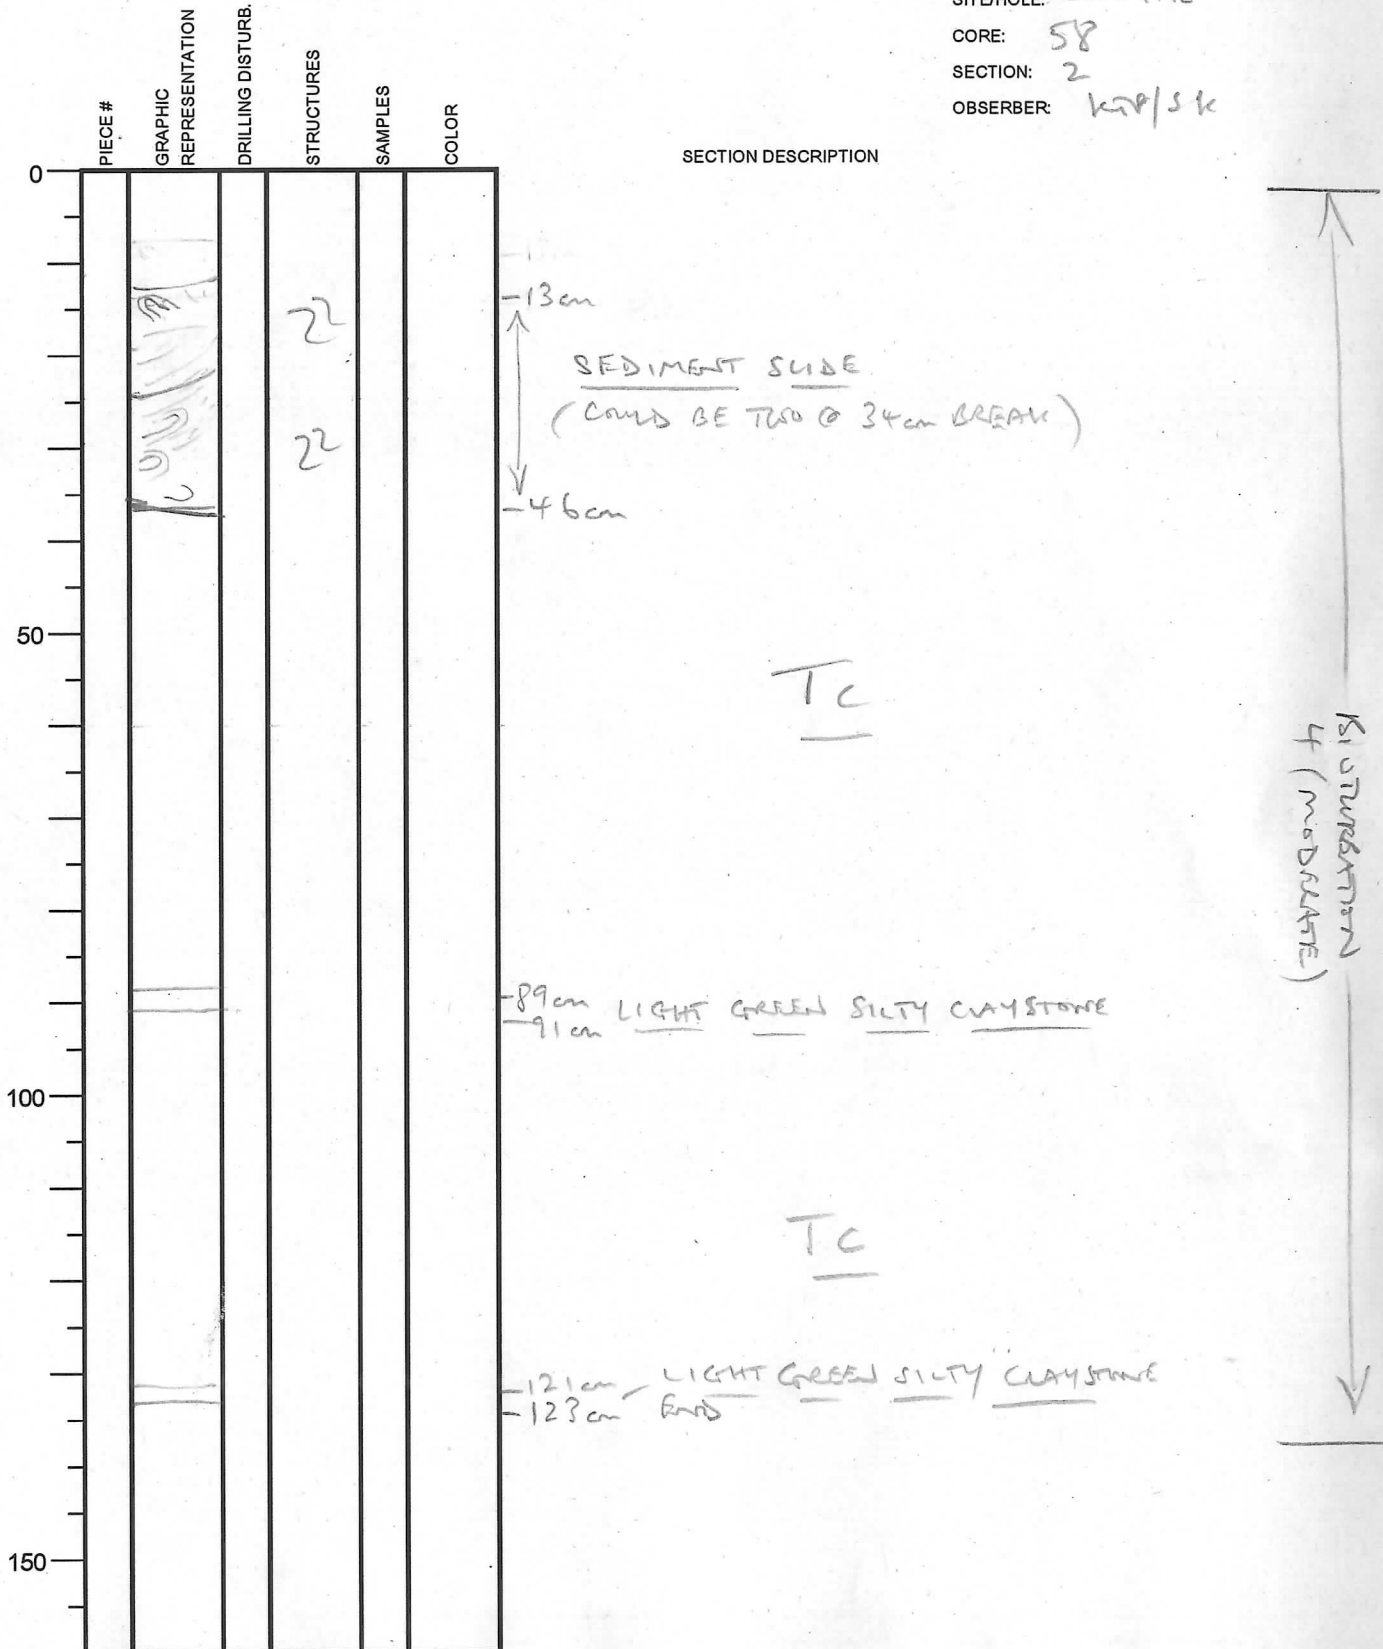 SITE/HOLE:
CORE: 58
SECTION: 2
OBSERBER: KTP/SK
PIECE #
GRAPHIC
REPRESENTATION
DRILLING DISTURB.
STRUCTURES
SAMPLES
COLOR
SECTION DESCRIPTION
0
-13cm
SEDIMENT SLIDE
(COULD BE TWO @ 34cm BREAK)
-46cm
50
TC
BIOTURBATION
4 (MODERATE)
-89cm LIGHT GREEN SILTY CLAYSTONE
-91cm
100
TC
-121cm LIGHT GREEN SILTY CLAYSTONE
-123cm END
150